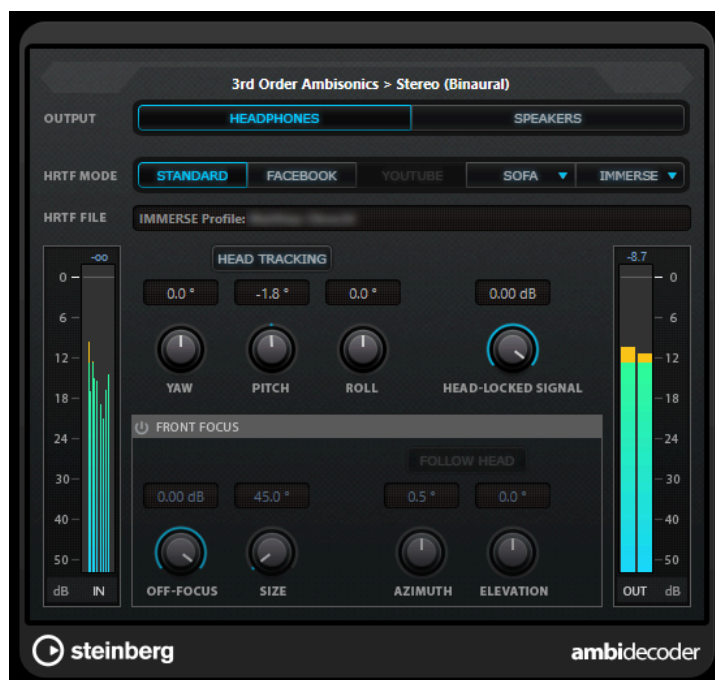 3rd Order Ambisonics > Stereo (Binaural)
OUTPUT HEADPHONES SPEAKERS
HRTF MODE STANDARD FACEBOOK YOUTUBE SOFA IMMERSE
HRTF FILE IMMERSE Profile:
-∞ HEAD TRACKING -8.7
0 0
0.0 ° -1.8 ° 0.0 ° 0.00 dB
6 6
12 12
YAW PITCH ROLL HEAD-LOCKED SIGNAL
18 18
FRONT FOCUS
24 24
FOLLOW HEAD
30 30
0.00 dB 45.0 ° 0.5 ° 0.0 °
40 40
50 50
dB IN OFF-FOCUS SIZE AZIMUTH ELEVATION OUT dB
steinberg ambidecoder